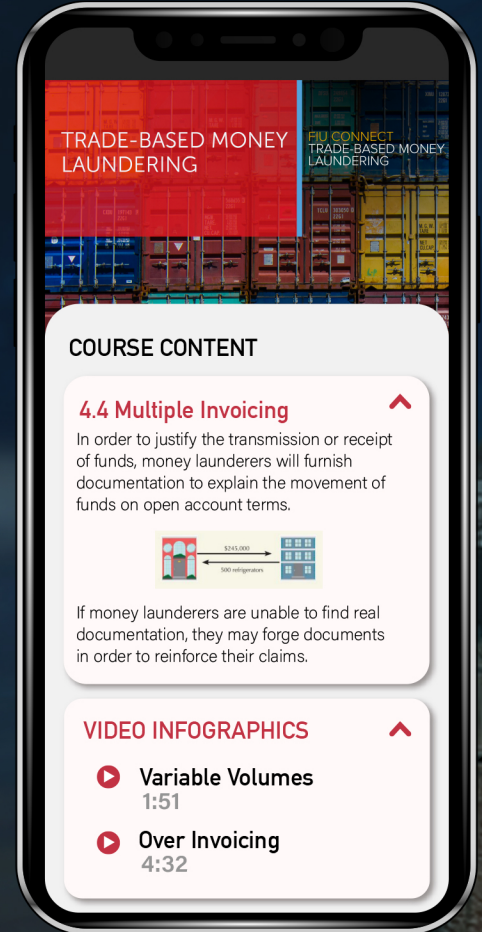 TRADE-BASED MONEY
LAUNDERING
FIU CONNECT
TRADE-BASED MONEY
LAUNDERING
COURSE CONTENT
4.4 Multiple Invoicing
In order to justify the transmission or receipt
of funds, money launderers will furnish
documentation to explain the movement of
funds on open account terms.
$245,000
500 refrigerators
If money launderers are unable to find real
documentation, they may forge documents
in order to reinforce their claims.
VIDEO INFOGRAPHICS
Variable Volumes
1:51
Over Invoicing
4:32